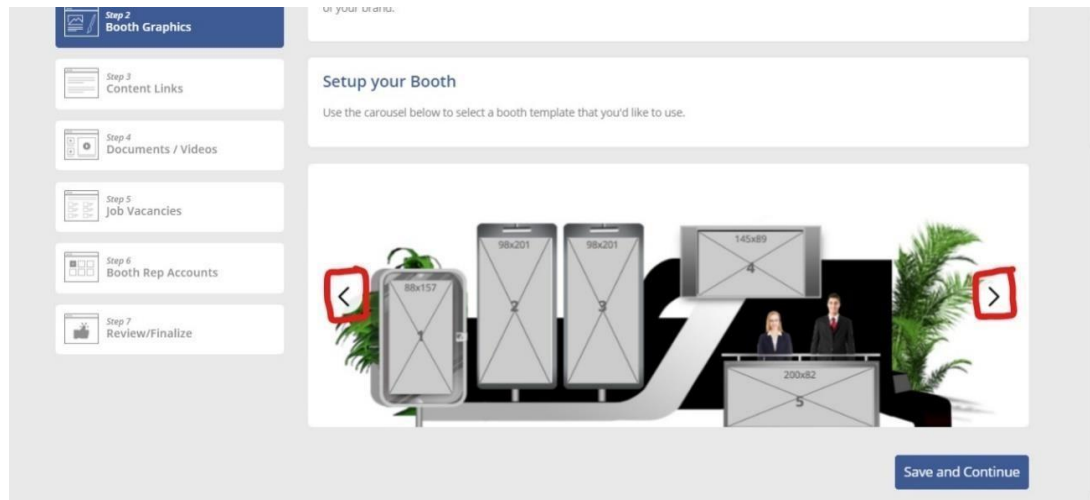 Step 2
Booth Graphics
Step 3
Content Links
Step 4
Documents / Videos
Step 5
Job Vacancies
Step 6
Booth Rep Accounts
Step 7
Review/Finalize
of your brand.
Setup your Booth
Use the carousel below to select a booth template that you'd like to use.
88x157
1
98x201
2
98x201
3
145x89
4
200x82
5
Save and Continue